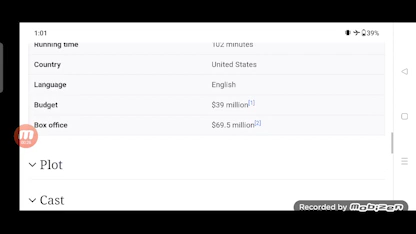 1:01 39%
Running time 102 minutes
Country United States
Language English
Budget $39 million[1]
Box office $69.5 million[2]
Plot
Cast
Recorded by Mobizen